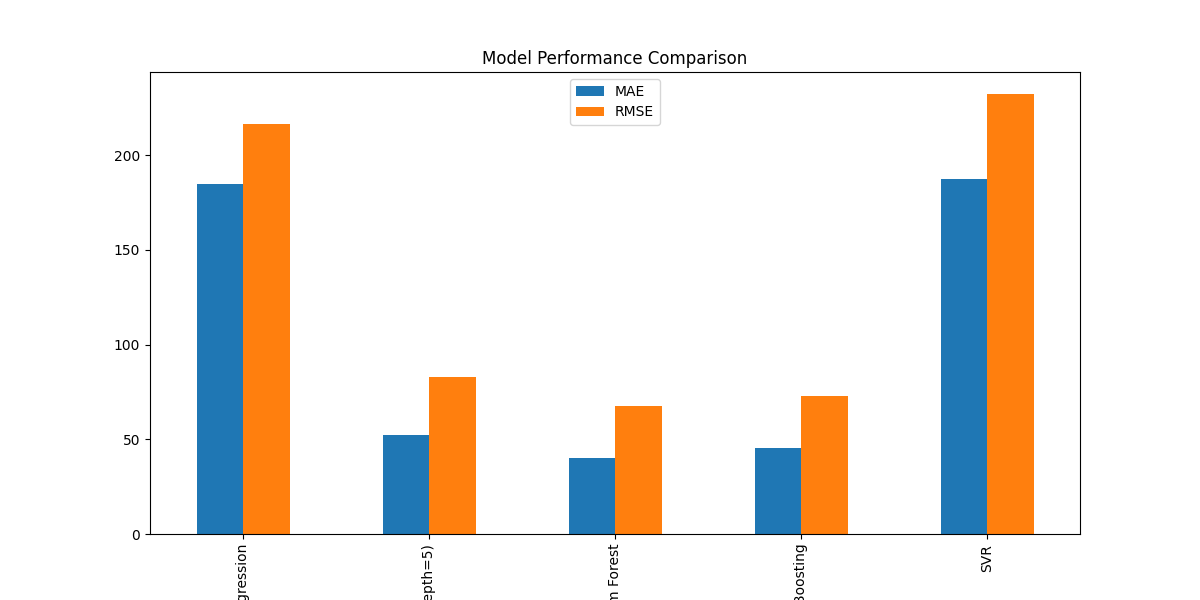 Model Performance Comparison
MAE
RMSE
200
150
100
50
0
gression
epth=5)
m Forest
Boosting
SVR